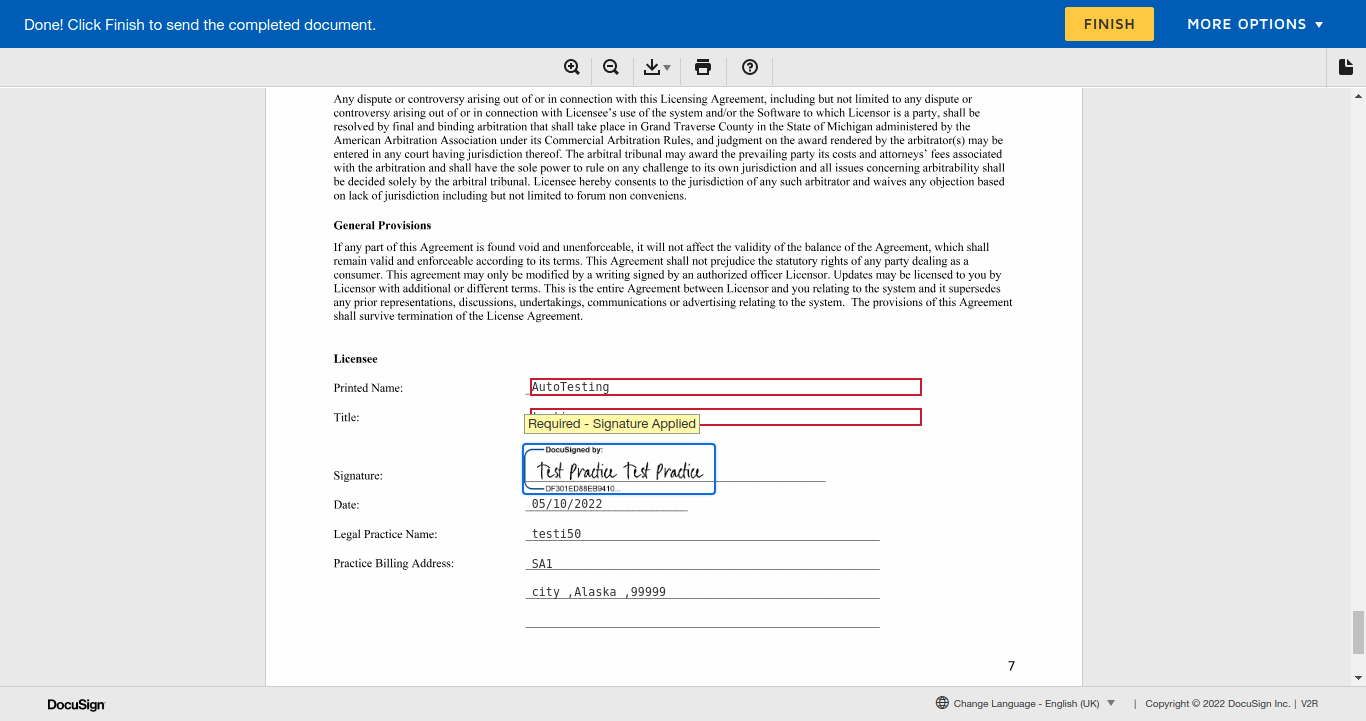 Done! Click Finish to send the completed document.
FINISH
MORE OPTIONS
Any dispute or controversy arising out of or in connection with this Licensing Agreement, including but not limited to any dispute or
controversy arising out of or in connection with Licensee's use of the system and/or the Software to which Licensor is a party, shall be
resolved by final and binding arbitration that shall take place in Grand Traverse County in the State of Michigan administered by the
American Arbitration Association under its Commercial Arbitration Rules, and judgment on the award rendered by the arbitrator(s) may be
entered in any court having jurisdiction thereof. The arbitral tribunal may award the prevailing party its costs and attorneys' fees associated
with the arbitration and shall have the sole power to rule on any challenge to its own jurisdiction and all issues concerning arbitrability shall
be decided solely by the arbitral tribunal. Licensee hereby consents to the jurisdiction of any such arbitrator and waives any objection based
on lack of jurisdiction including but not limited to forum non conveniens.
General Provisions
If any part of this Agreement is found void and unenforceable, it will not affect the validity of the balance of the Agreement, which shall
remain valid and enforceable according to its terms. This Agreement shall not prejudice the statutory rights of any party dealing as a
consumer. This agreement may only be modified by a writing signed by an authorized officer Licensor. Updates may be licensed to you by
Licensor with additional or different terms. This is the entire Agreement between Licensor and you relating to the system and it supersedes
any prior representations, discussions, undertakings, communications or advertising relating to the system. The provisions of this Agreement
shall survive termination of the License Agreement.
Licensee
Printed Name: AutoTesting
Title:
Required - Signature Applied
DocuSigned by:
Signature: Test Practice Test Practice
DF301ED88EB9410...
Date: 05/10/2022
Legal Practice Name: testi50
Practice Billing Address: SA1
city ,Alaska ,99999
7
DocuSign
Change Language - English (UK) | Copyright © 2022 DocuSign Inc. | V2R